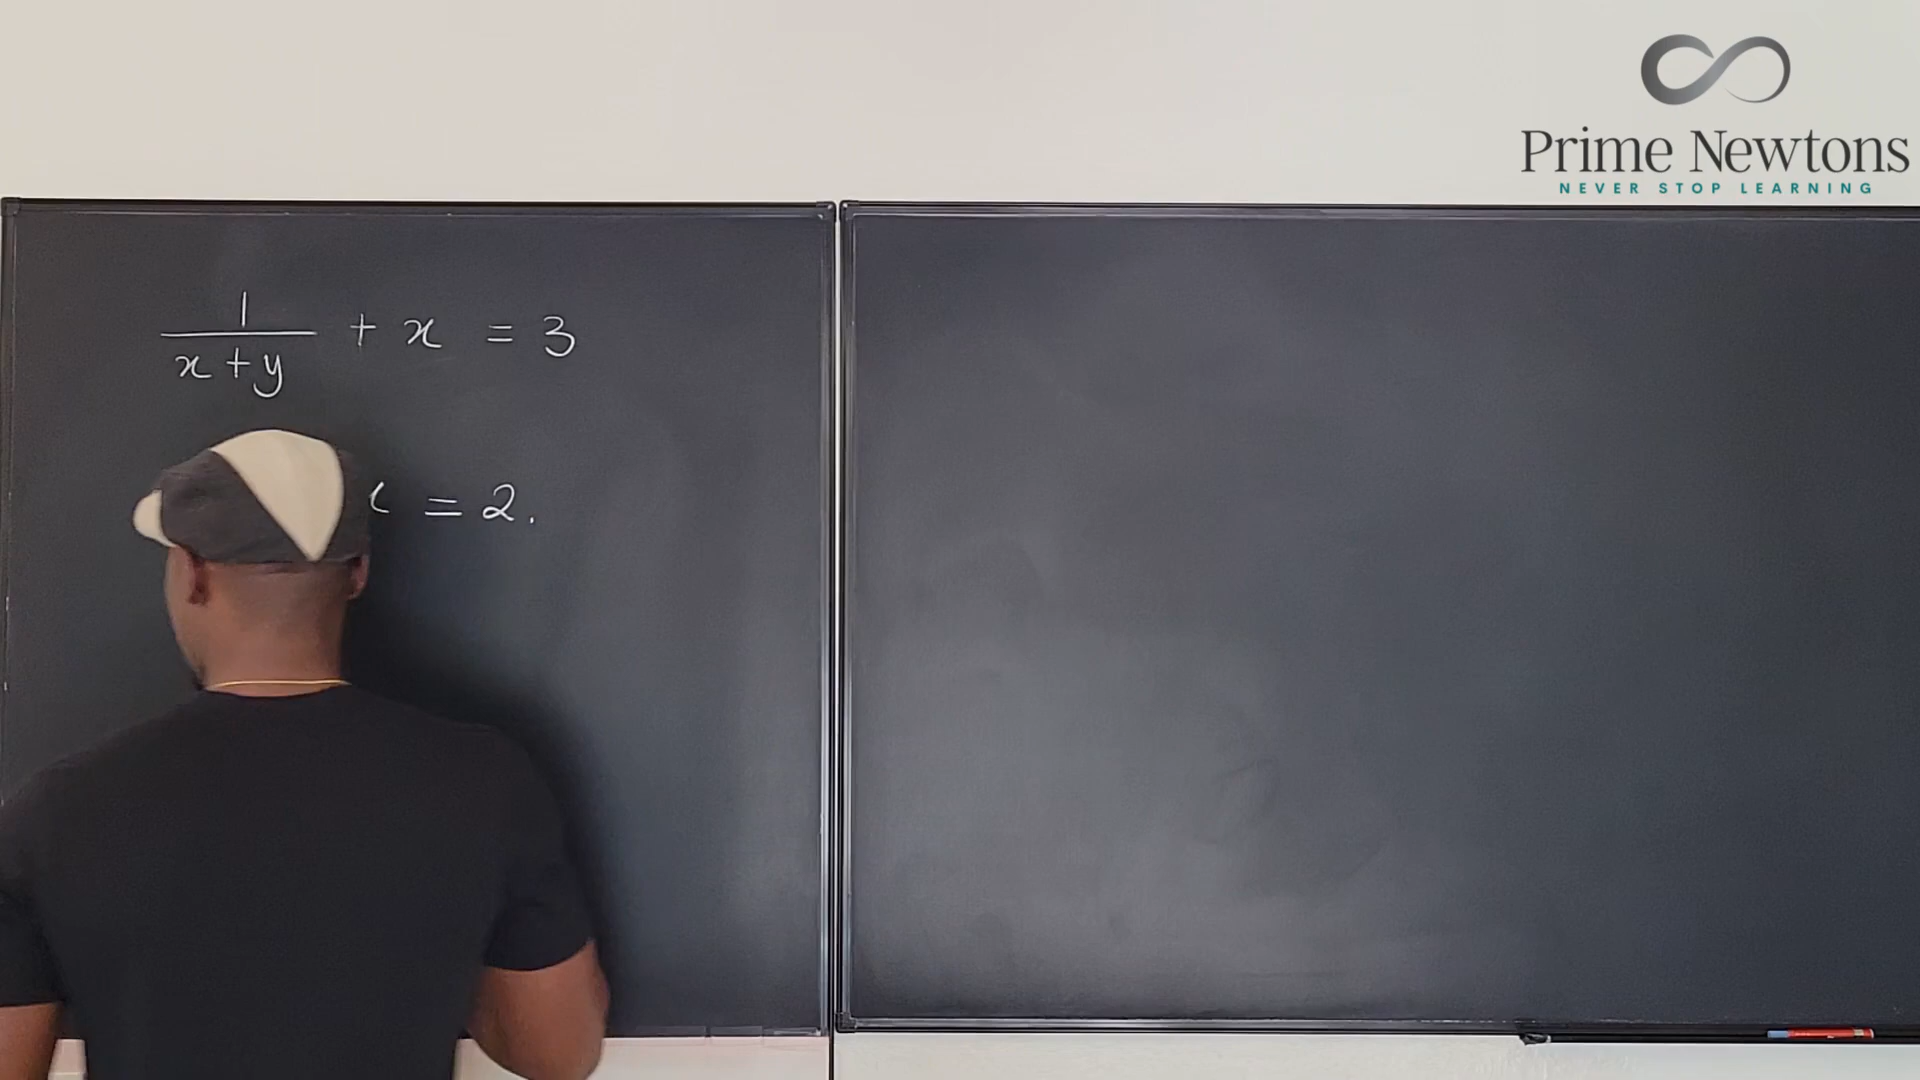 Prime Newtons
NEVER STOP LEARNING
1/(x+y) + x = 3
= 2.